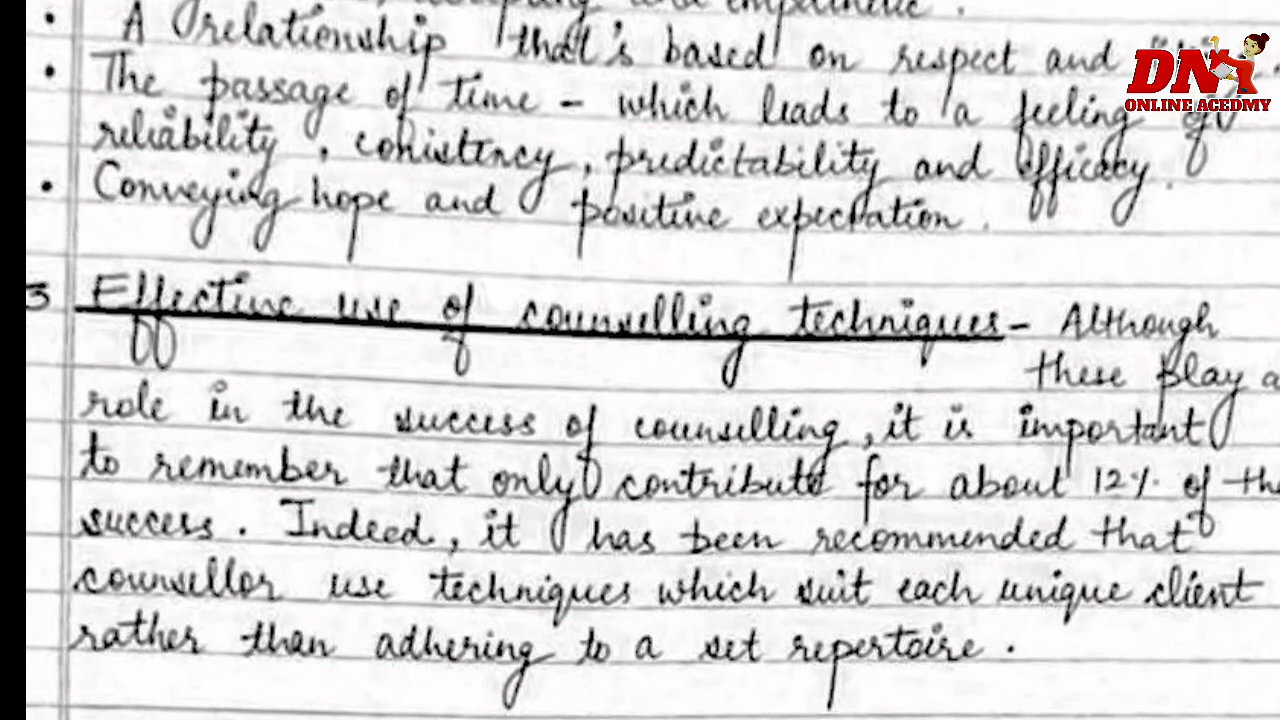 and
• A relationship that's based on respect and
• The passage of time – which leads to a feeling of
reliability, conistency, predictability and efficacy.
• Conveying hope and positive expectation.
3 Effective use of counselling techniques – Although
these play a
role in the success of counselling, it is important
to remember that only contribute for about 12% of the
success. Indeed, it has been recommended that
counsellor use techniques which suit each unique client
rather than adhering to a set repertoire.
DN
ONLINE ACEDMY